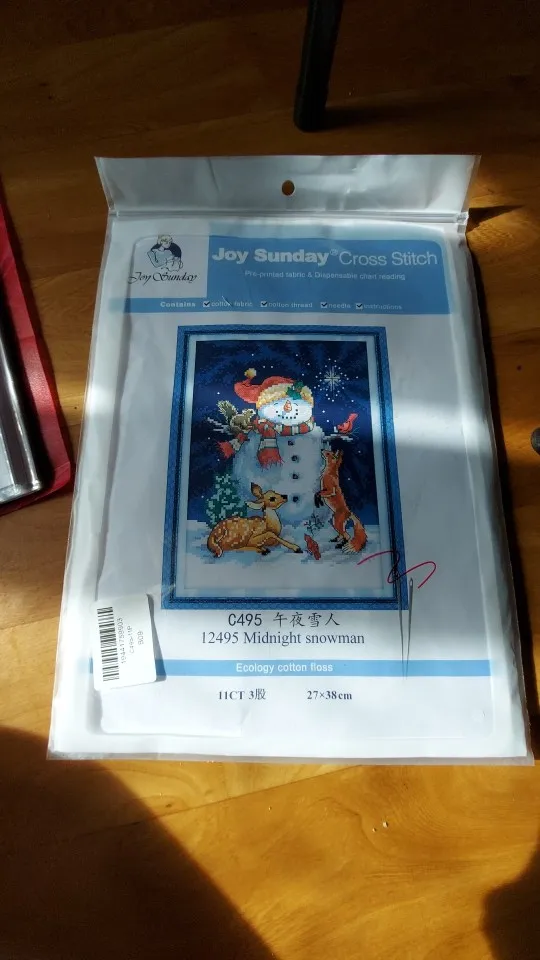 Joy Sunday
Joy Sunday® Cross Stitch
Pre-printed fabric & Dispensable chart reading
Contains cotton fabric cotton thread needle instructions
C495 午夜雪人
12495 Midnight snowman
Ecology cotton floss
11CT 3股 27×38cm